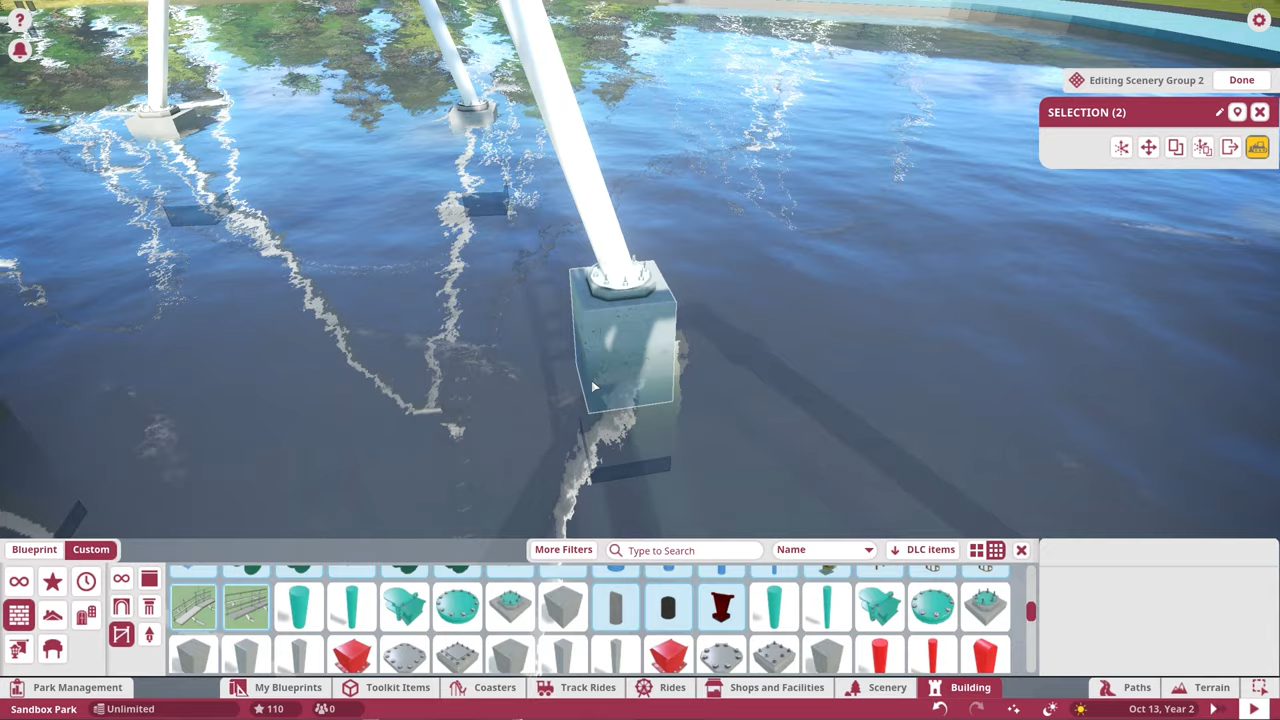 Editing Scenery Group 2
Done
SELECTION (2)
Blueprint
Custom
More Filters
Type to Search
Name
DLC items
Park Management
My Blueprints
Toolkit Items
Coasters
Track Rides
Rides
Shops and Facilities
Scenery
Building
Paths
Terrain
Sandbox Park
Unlimited
110
0
Oct 13, Year 2